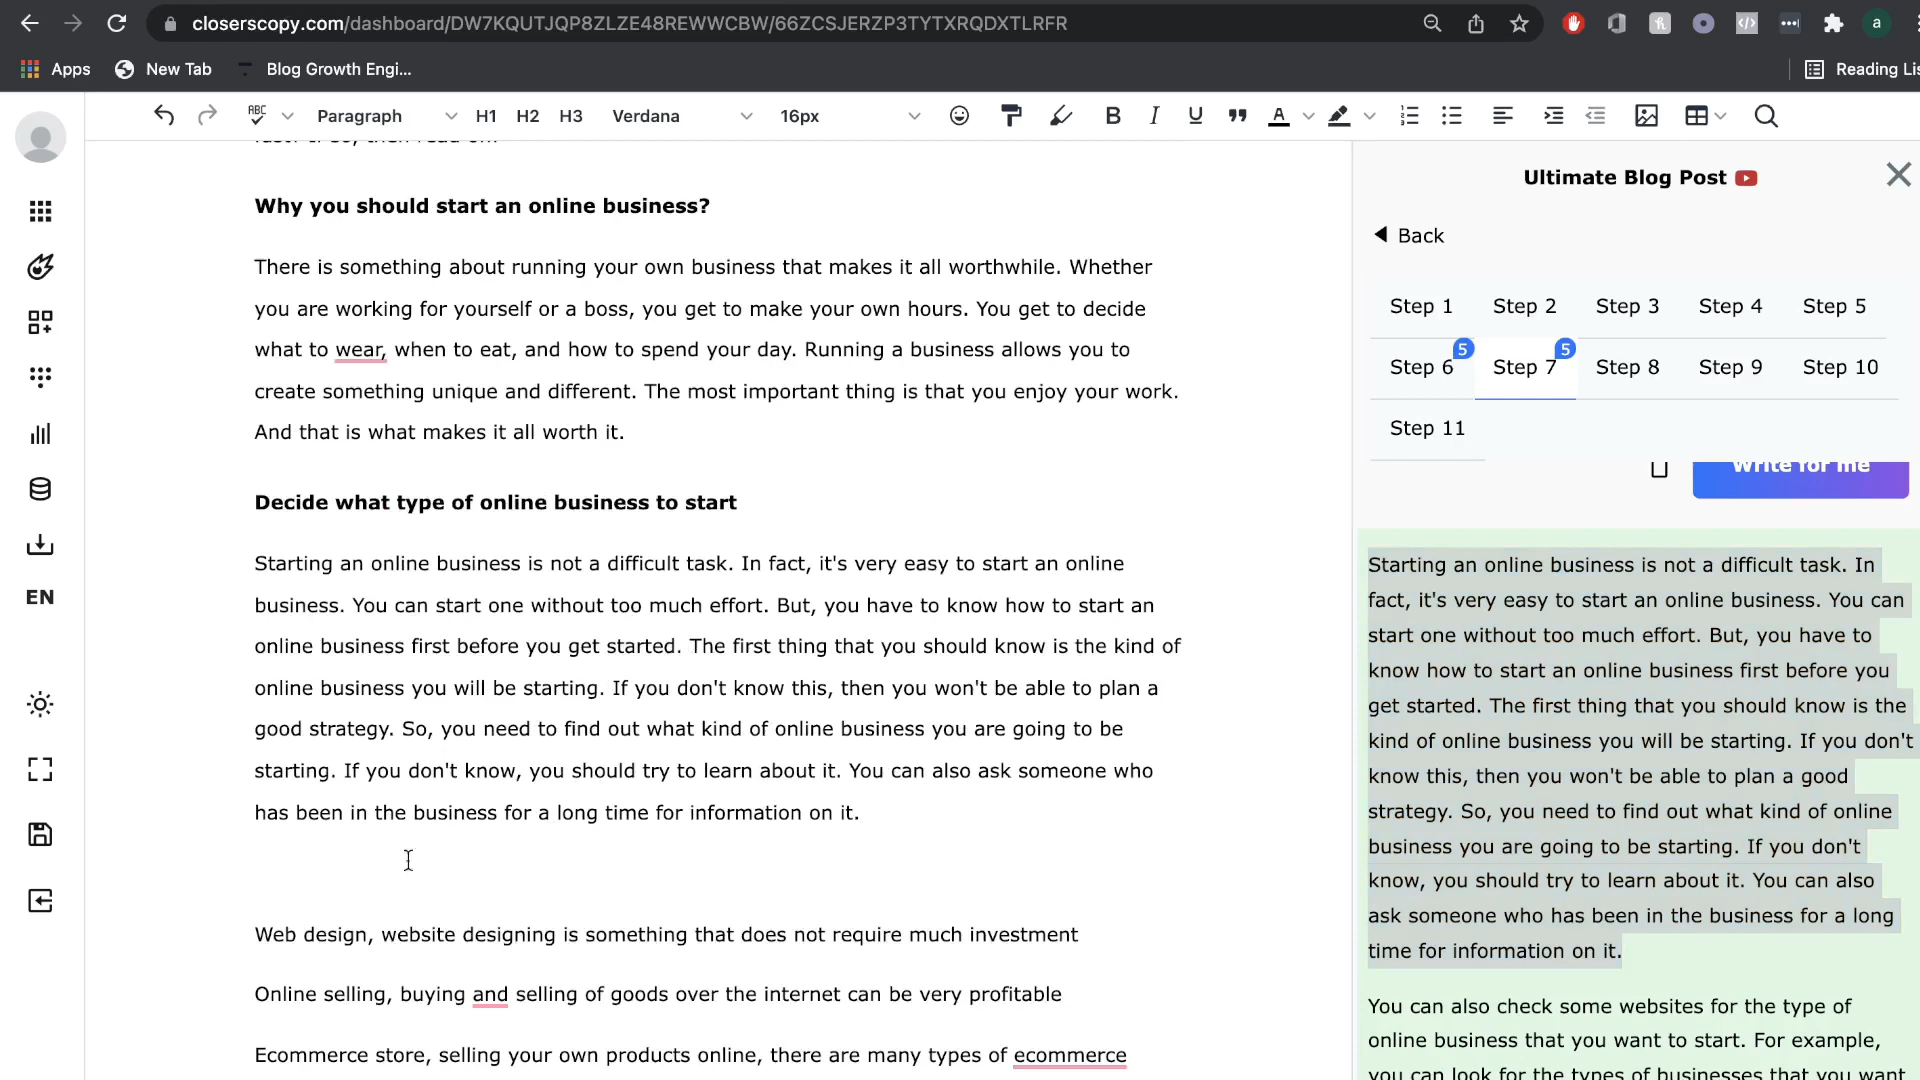 closerscopy.com/dashboard/DW7KQUTJQP8ZLZE48REWWCBW/66ZCSJERZP3TYTXRQDXTLRFR
a
Apps
New Tab
Blog Growth Engi...
Reading Lis
ABC
Paragraph
H1
H2
H3
Verdana
16px
B
I
U
A
Why you should start an online business?
There is something about running your own business that makes it all worthwhile. Whether
you are working for yourself or a boss, you get to make your own hours. You get to decide
what to wear, when to eat, and how to spend your day. Running a business allows you to
create something unique and different. The most important thing is that you enjoy your work.
And that is what makes it all worth it.
Decide what type of online business to start
Starting an online business is not a difficult task. In fact, it's very easy to start an online
business. You can start one without too much effort. But, you have to know how to start an
online business first before you get started. The first thing that you should know is the kind of
online business you will be starting. If you don't know this, then you won't be able to plan a
good strategy. So, you need to find out what kind of online business you are going to be
starting. If you don't know, you should try to learn about it. You can also ask someone who
has been in the business for a long time for information on it.
Web design, website designing is something that does not require much investment
Online selling, buying and selling of goods over the internet can be very profitable
Ecommerce store, selling your own products online, there are many types of ecommerce
EN
Ultimate Blog Post
Back
Step 1
Step 2
Step 3
Step 4
Step 5
Step 6
5
Step 7
5
Step 8
Step 9
Step 10
Step 11
Write for me
Starting an online business is not a difficult task. In
fact, it's very easy to start an online business. You can
start one without too much effort. But, you have to
know how to start an online business first before you
get started. The first thing that you should know is the
kind of online business you will be starting. If you don't
know this, then you won't be able to plan a good
strategy. So, you need to find out what kind of online
business you are going to be starting. If you don't
know, you should try to learn about it. You can also
ask someone who has been in the business for a long
time for information on it.
You can also check some websites for the type of
online business that you want to start. For example,
you can look for the types of businesses that you want